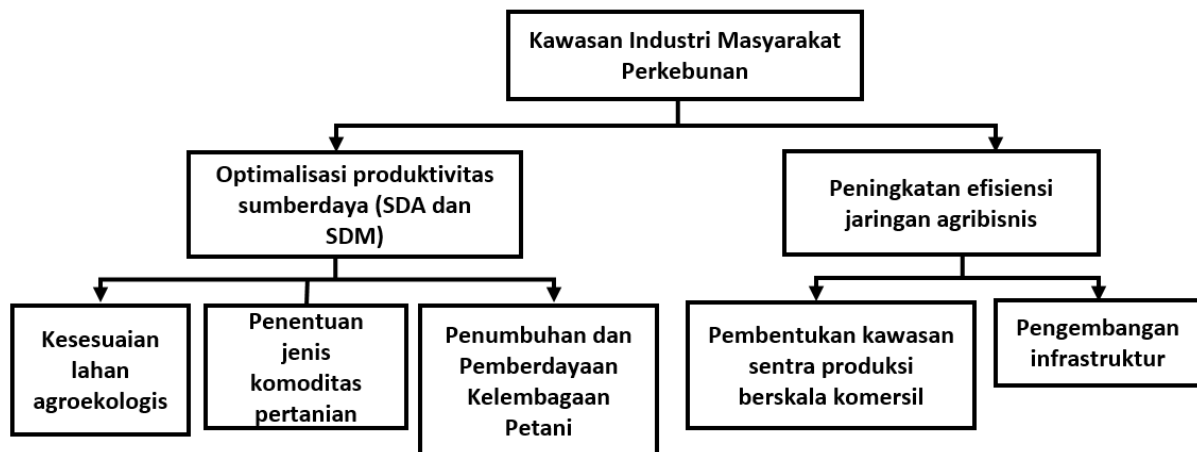 Kawasan Industri Masyarakat
Perkebunan
Optimalisasi produktivitas
sumberdaya (SDA dan
SDM)
Peningkatan efisiensi
jaringan agribisnis
Kesesuaian
lahan
agroekologis
Penentuan
jenis
komoditas
pertanian
Penumbuhan dan
Pemberdayaan
Kelembagaan
Petani
Pembentukan kawasan
sentra produksi
berskala komersil
Pengembangan
infrastruktur